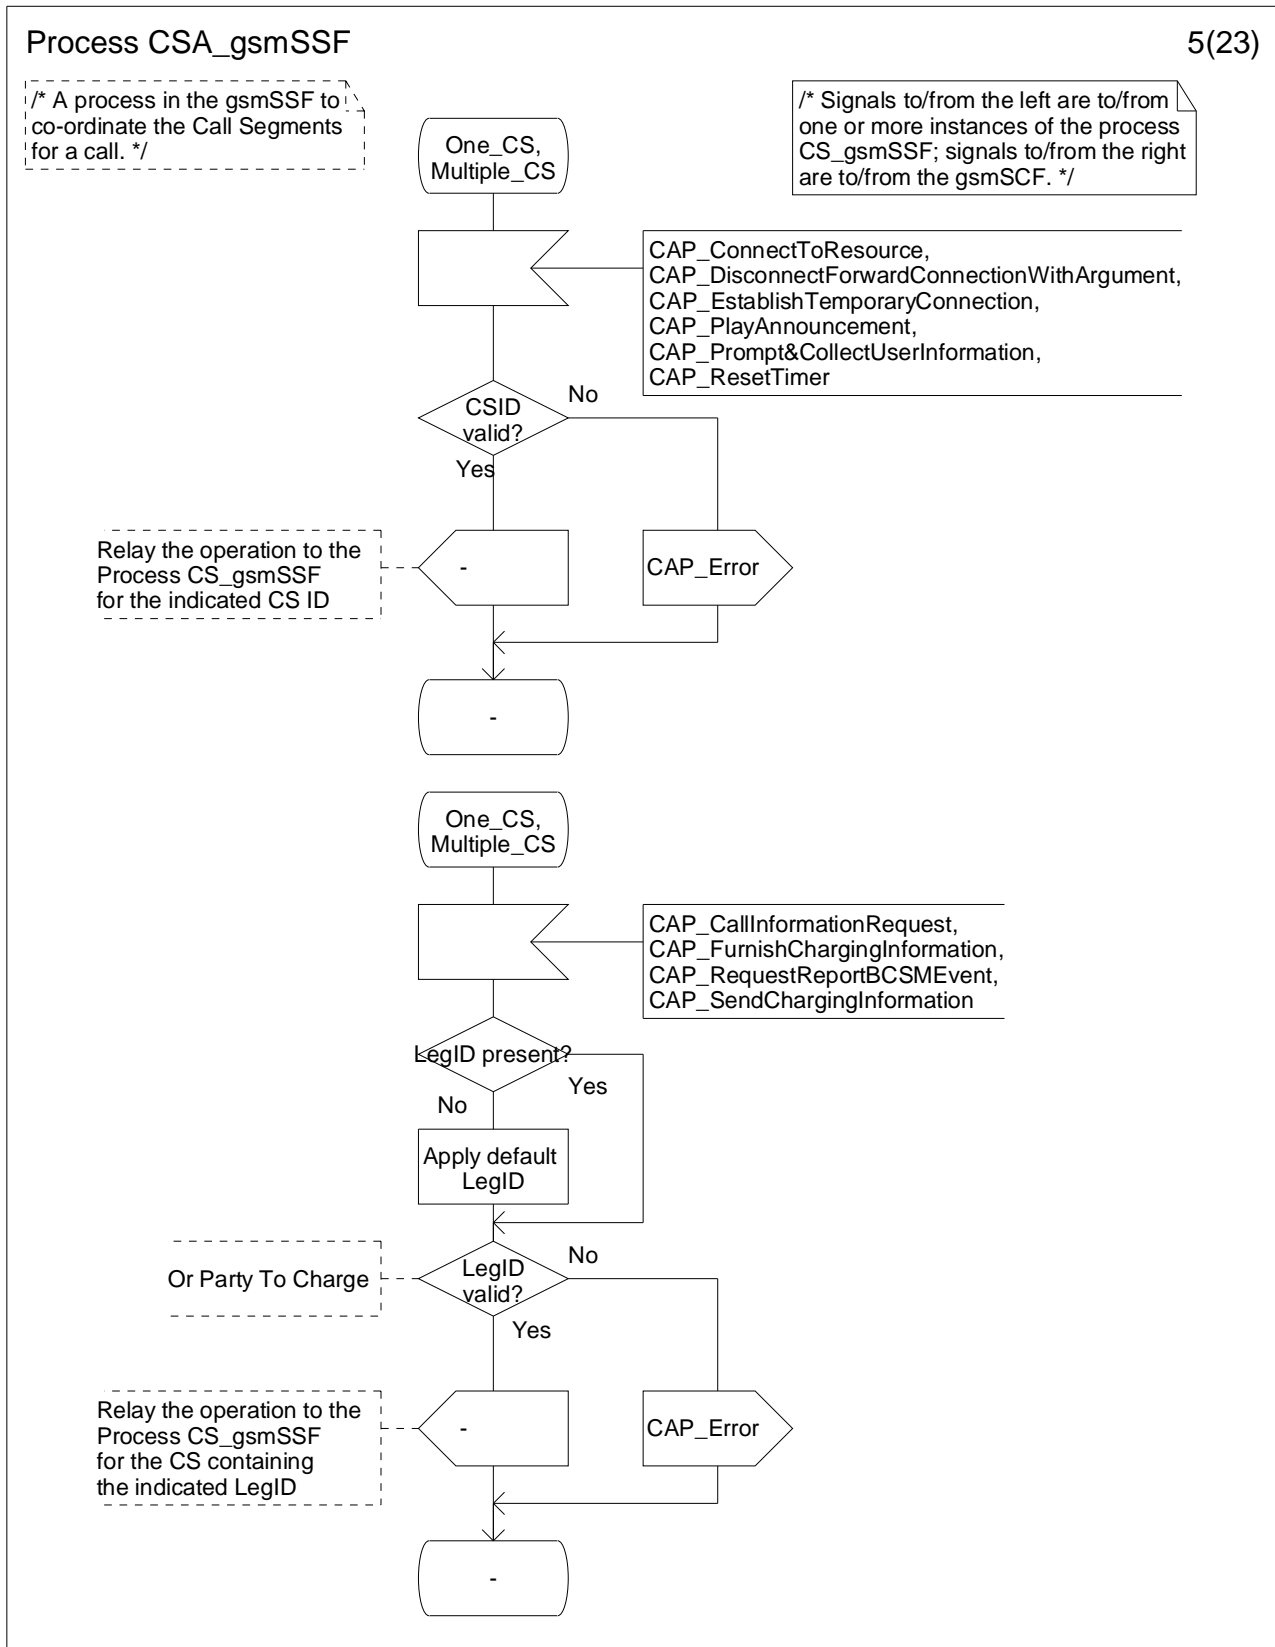 Process CSA_gsmSSF
5(23)
/* A process in the gsmSSF to
co-ordinate the Call Segments
for a call. */
/* Signals to/from the left are to/from
one or more instances of the process
CS_gsmSSF; signals to/from the right
are to/from the gsmSCF. */
One_CS,
Multiple_CS
CAP_ConnectToResource,
CAP_DisconnectForwardConnectionWithArgument,
CAP_EstablishTemporaryConnection,
CAP_PlayAnnouncement,
CAP_Prompt&CollectUserInformation,
CAP_ResetTimer
CSID
valid?
No
Yes
Relay the operation to the
Process CS_gsmSSF
for the indicated CS ID
-
CAP_Error
-
One_CS,
Multiple_CS
CAP_CallInformationRequest,
CAP_FurnishChargingInformation,
CAP_RequestReportBCSMEvent,
CAP_SendChargingInformation
LegID present?
Yes
No
Apply default
LegID
Or Party To Charge
LegID
valid?
No
Yes
Relay the operation to the
Process CS_gsmSSF
for the CS containing
the indicated LegID
-
CAP_Error
-